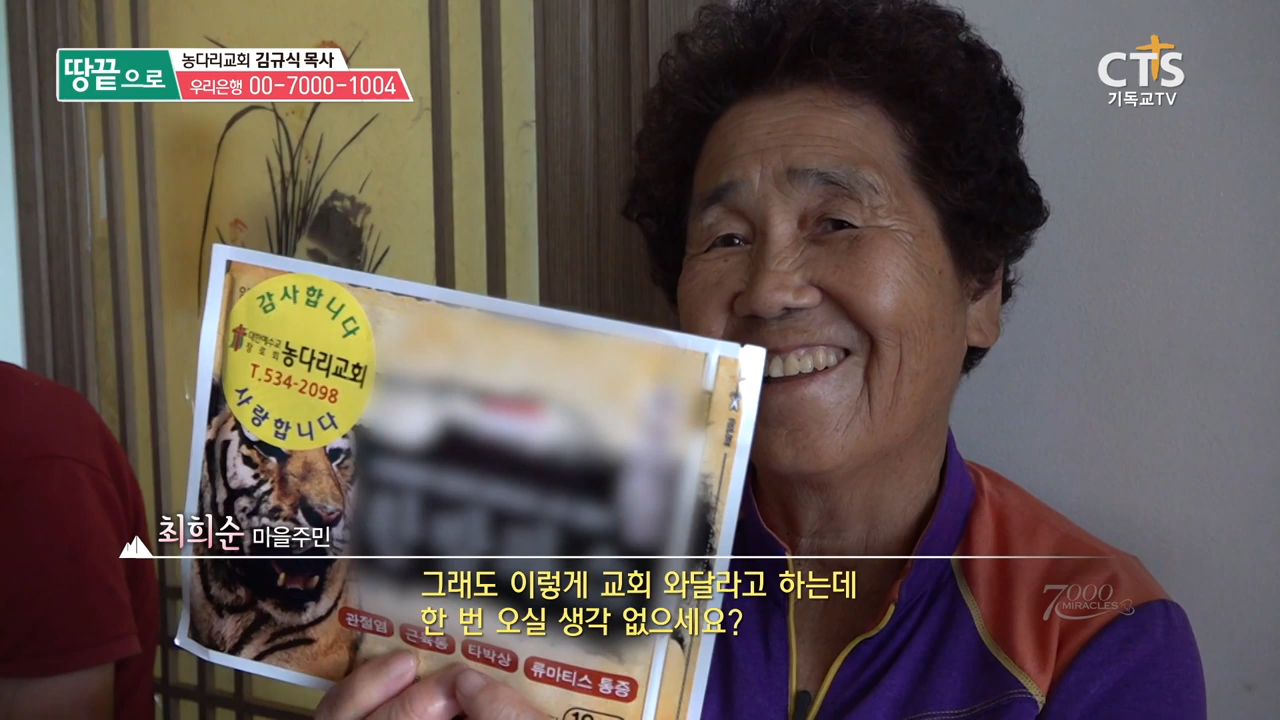 땅끝으로
농다리교회 김규식 목사
우리은행 00-7000-1004
CTS
기독교TV
감사합니다
대한예수교
장로회
농다리교회
T.534-2098
사랑합니다
관절염 근육통 타박상 류마티스 통증
최희순 마을주민
그래도 이렇게 교회 와달라고 하는데
한 번 오실 생각 없으세요?
7000
MIRACLES